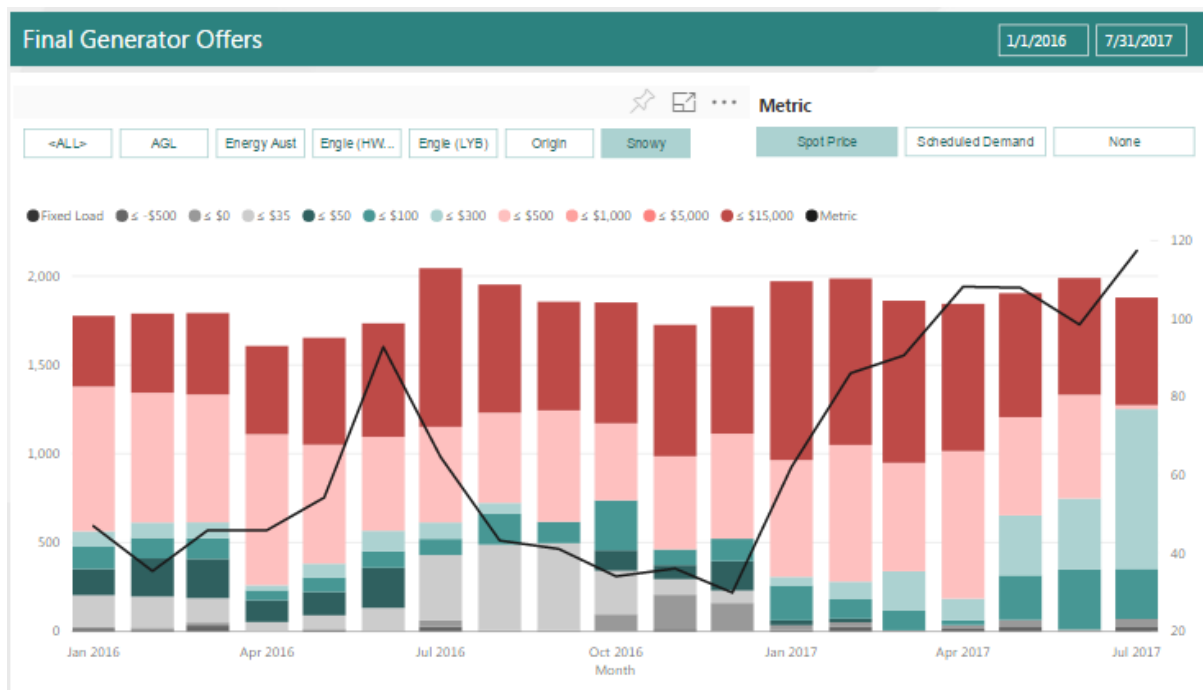 Final Generator Offers 1/1/2016 7/31/2017
Metric
<ALL> AGL Energy Aust Engie (HW... Engie (LYB) Origin Snowy Spot Price Scheduled Demand None
Fixed Load ≤ -$500 ≤ $0 ≤ $35 ≤ $50 ≤ $100 ≤ $300 ≤ $500 ≤ $1,000 ≤ $5,000 ≤ $15,000 Metric
120
2,000
100
1,500
80
1,000
60
500
40
0 20
Jan 2016 Apr 2016 Jul 2016 Oct 2016 Jan 2017 Apr 2017 Jul 2017
Month